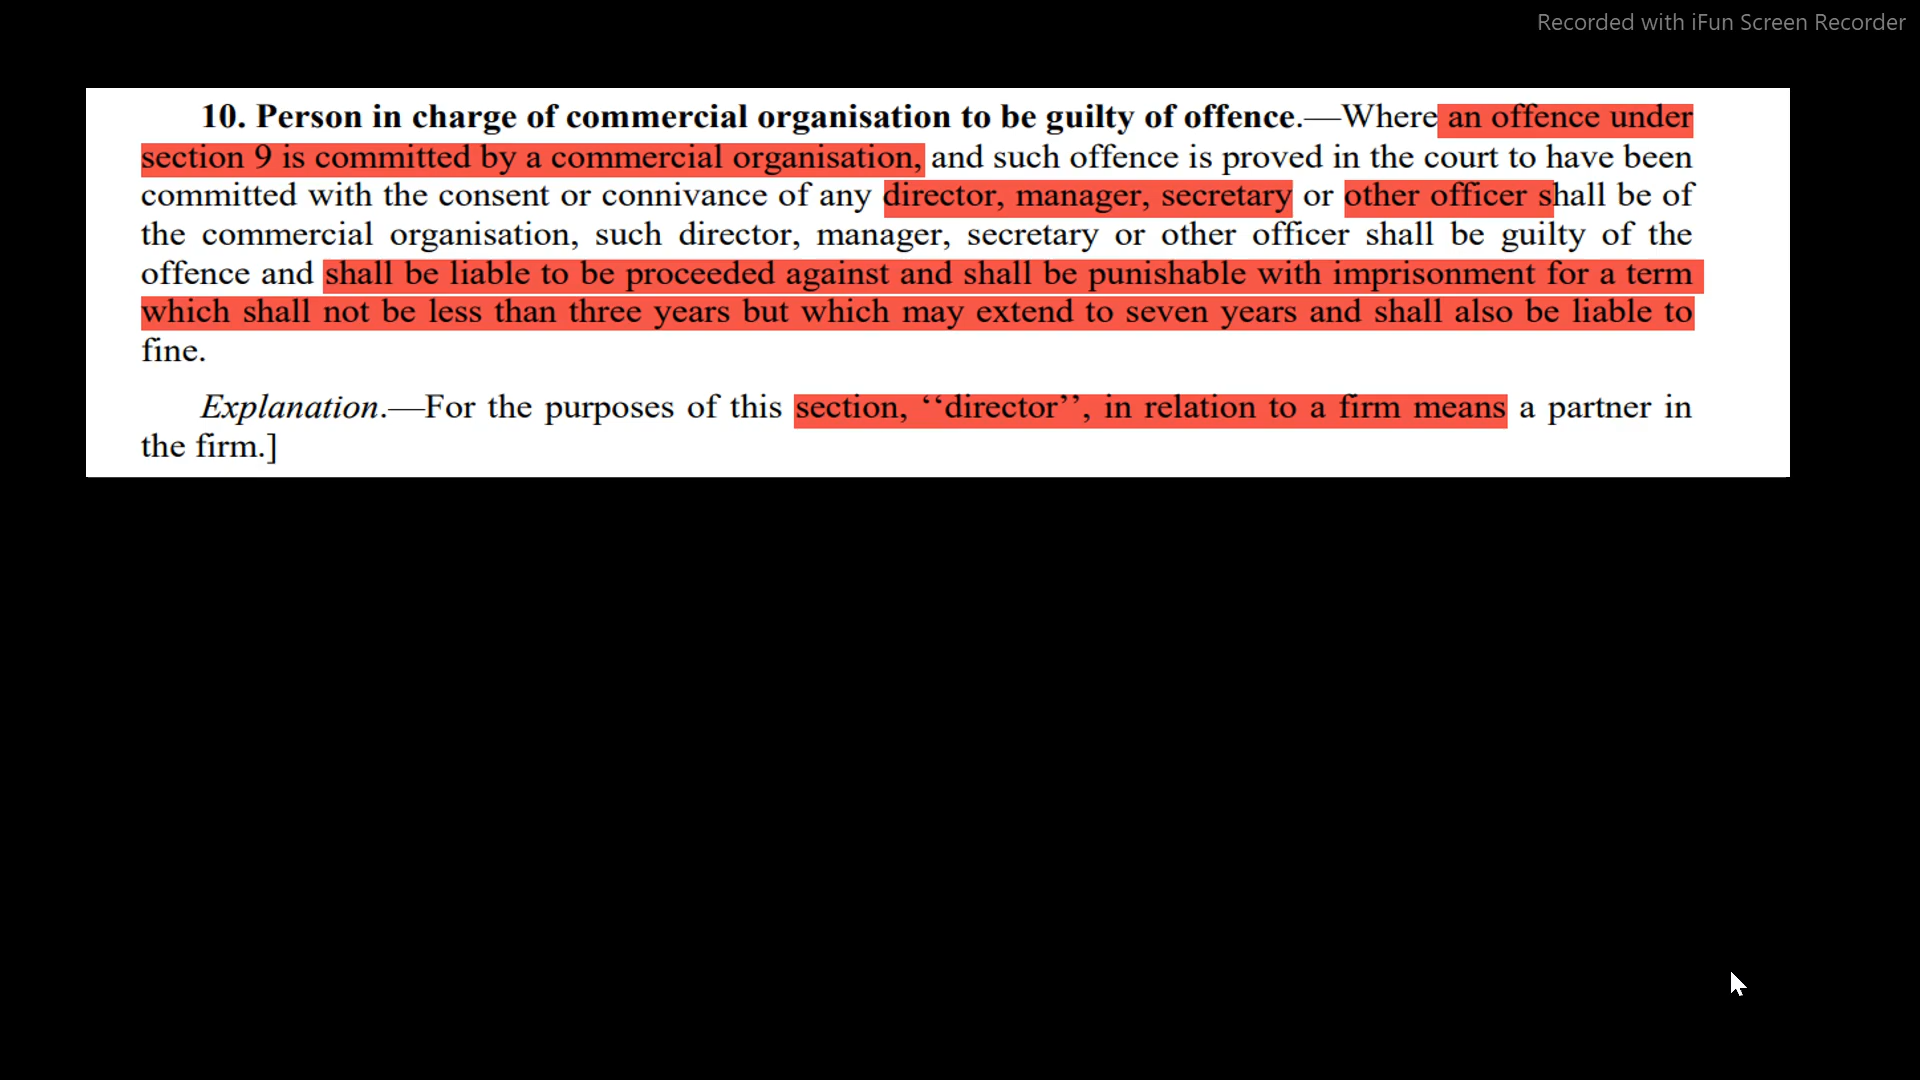 Recorded with iFun Screen Recorder
10. Person in charge of commercial organisation to be guilty of offence.—Where an offence under
section 9 is committed by a commercial organisation, and such offence is proved in the court to have been
committed with the consent or connivance of any director, manager, secretary or other officer shall be of
the commercial organisation, such director, manager, secretary or other officer shall be guilty of the
offence and shall be liable to be proceeded against and shall be punishable with imprisonment for a term
which shall not be less than three years but which may extend to seven years and shall also be liable to
fine.
Explanation.—For the purposes of this section, ‘‘director’’, in relation to a firm means a partner in
the firm.]